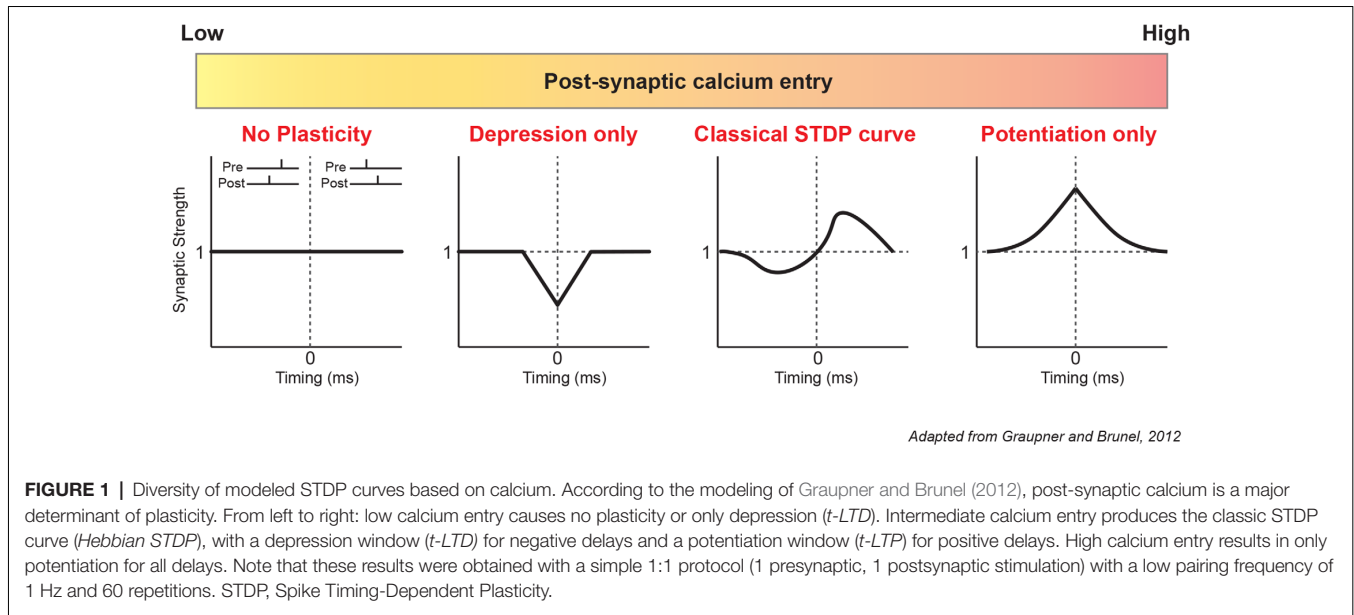 Low
High
Post-synaptic calcium entry
No Plasticity
Depression only
Classical STDP curve
Potentiation only
Pre
Post
Pre
Post
Synaptic Strength
1
1
1
1
0
0
0
0
Timing (ms)
Timing (ms)
Timing (ms)
Timing (ms)
Adapted from Graupner and Brunel, 2012
FIGURE 1 | Diversity of modeled STDP curves based on calcium. According to the modeling of Graupner and Brunel (2012), post-synaptic calcium is a major
determinant of plasticity. From left to right: low calcium entry causes no plasticity or only depression (t-LTD). Intermediate calcium entry produces the classic STDP
curve (Hebbian STDP), with a depression window (t-LTD) for negative delays and a potentiation window (t-LTP) for positive delays. High calcium entry results in only
potentiation for all delays. Note that these results were obtained with a simple 1:1 protocol (1 presynaptic, 1 postsynaptic stimulation) with a low pairing frequency of
1 Hz and 60 repetitions. STDP, Spike Timing-Dependent Plasticity.